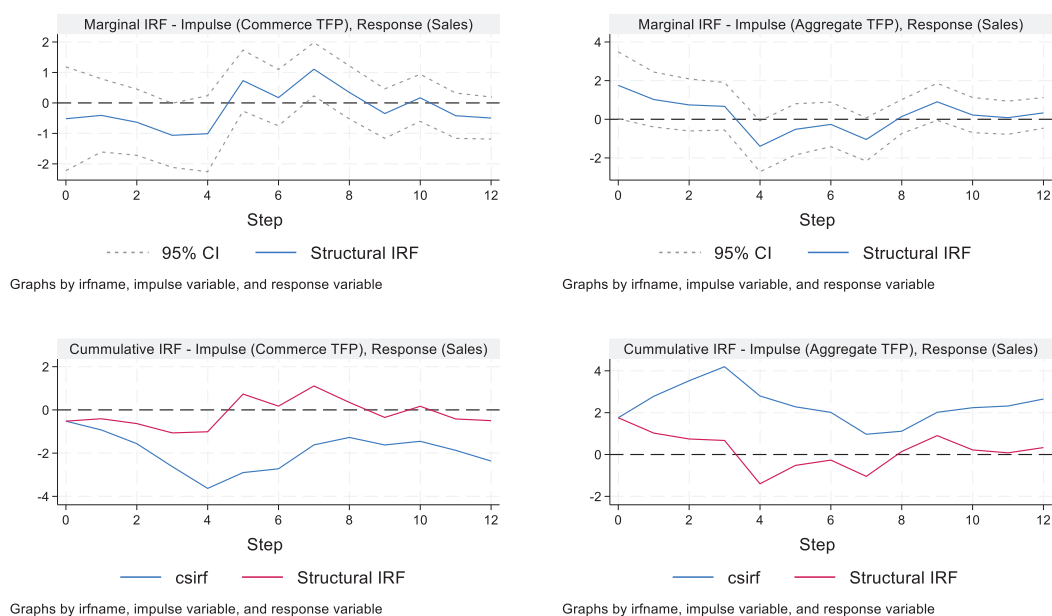 Marginal IRF - Impulse (Commerce TFP), Response (Sales)
2
1
0
-1
-2
0 2 4 6 8 10 12
Step
95% CI Structural IRF
Graphs by irfname, impulse variable, and response variable
Marginal IRF - Impulse (Aggregate TFP), Response (Sales)
4
2
0
-2
0 2 4 6 8 10 12
Step
95% CI Structural IRF
Graphs by irfname, impulse variable, and response variable
Cummulative IRF - Impulse (Commerce TFP), Response (Sales)
2
0
-2
-4
0 2 4 6 8 10 12
Step
csirf Structural IRF
Graphs by irfname, impulse variable, and response variable
Cummulative IRF - Impulse (Aggregate TFP), Response (Sales)
4
2
0
-2
0 2 4 6 8 10 12
Step
csirf Structural IRF
Graphs by irfname, impulse variable, and response variable